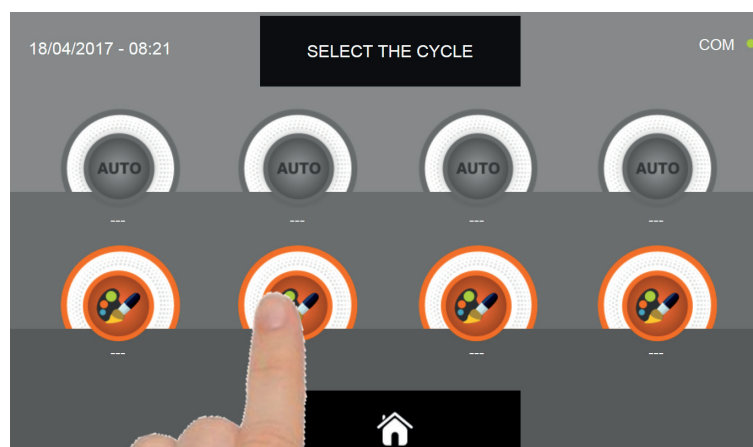 18/04/2017 - 08:21
SELECT THE CYCLE
COM
AUTO AUTO AUTO AUTO
--- --- --- ---
--- --- ---